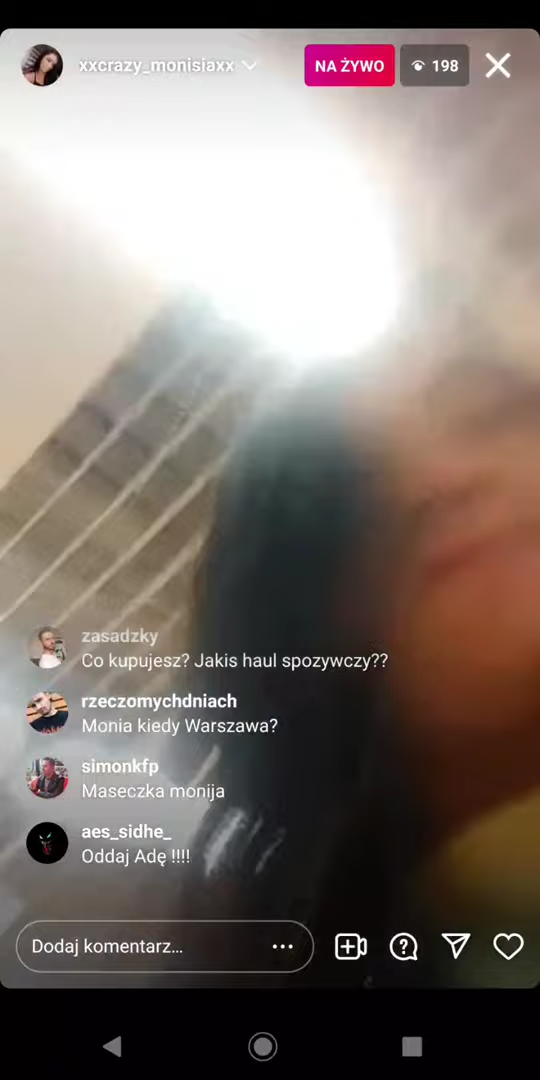 xxcrazy_monisiaxx
NA ŻYWO
198
zasadzky
Co kupujesz? Jakis haul spozywczy??
rzeczomychdniach
Monia kiedy Warszawa?
simonkfp
Maseczka monija
aes_sidhe_
Oddaj Adę !!!!
Dodaj komentarz...